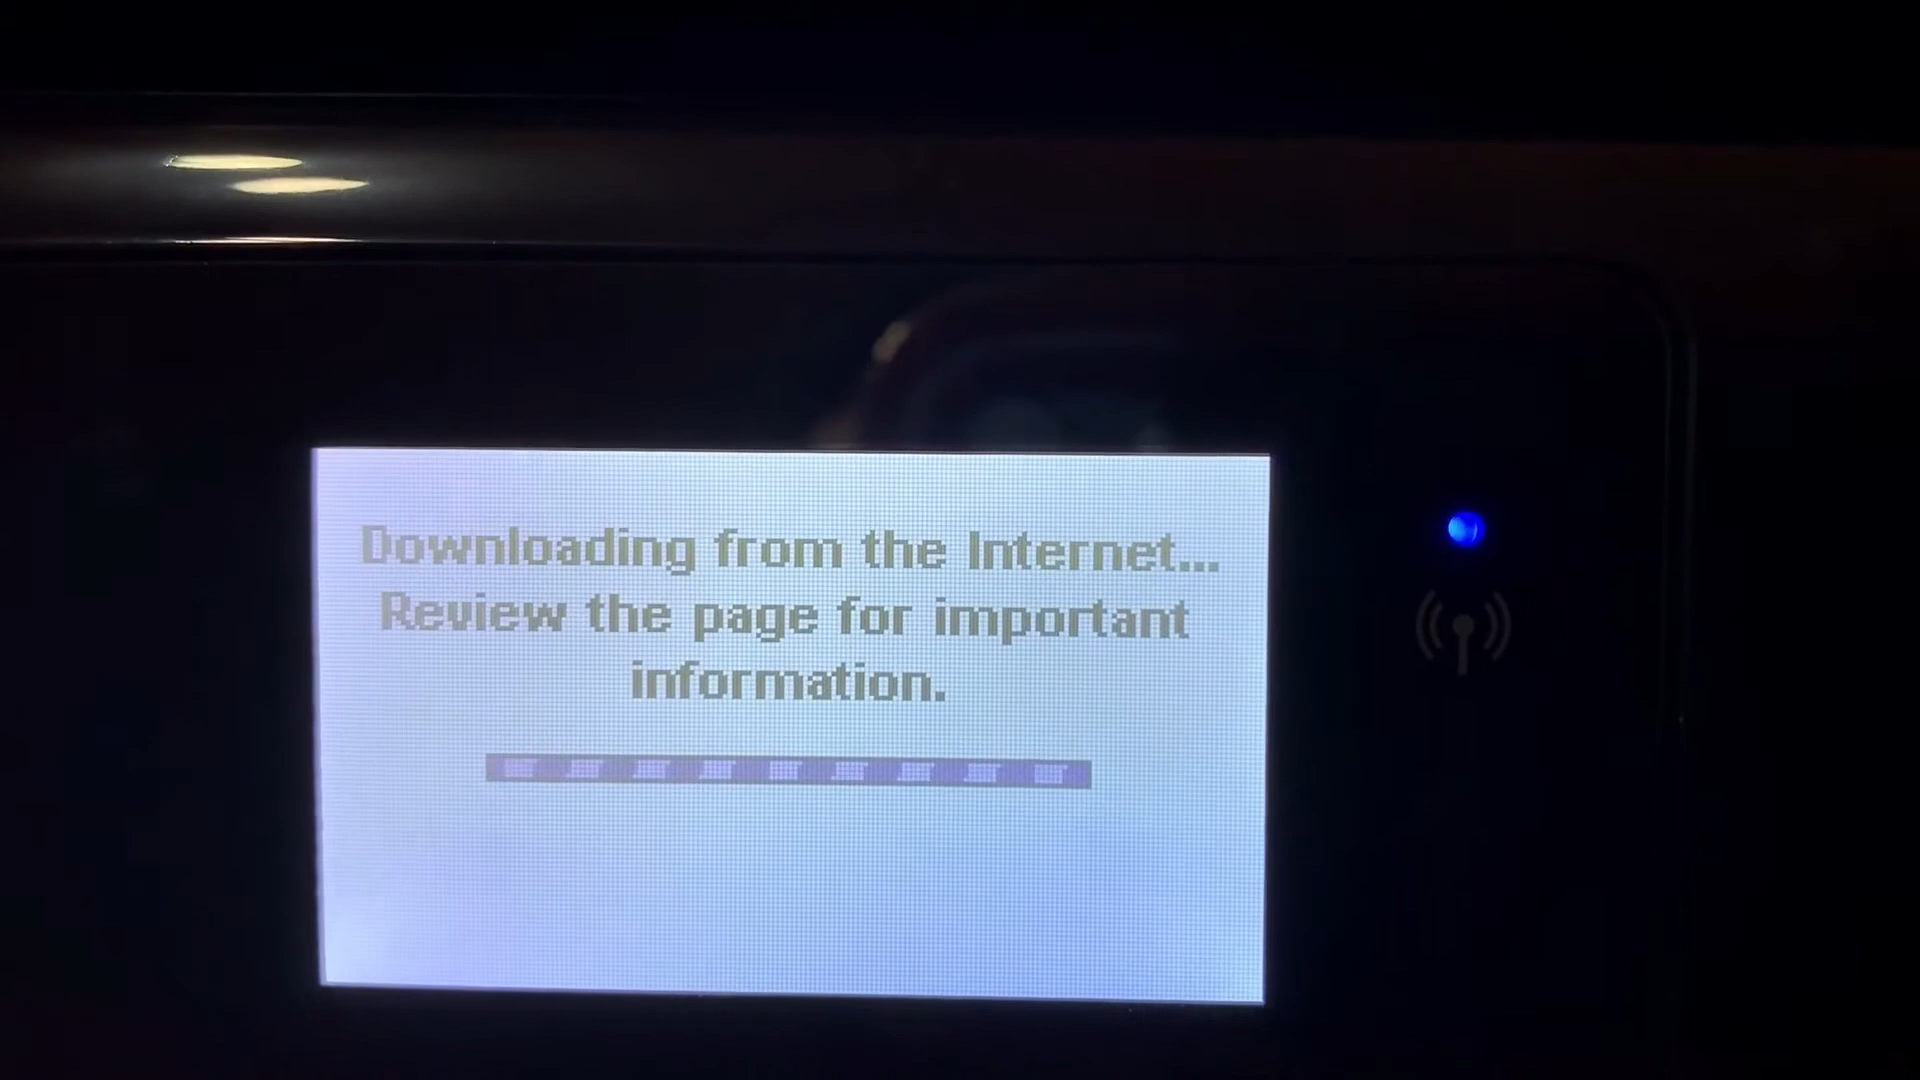 Downloading from the Internet...
Review the page for important
information.